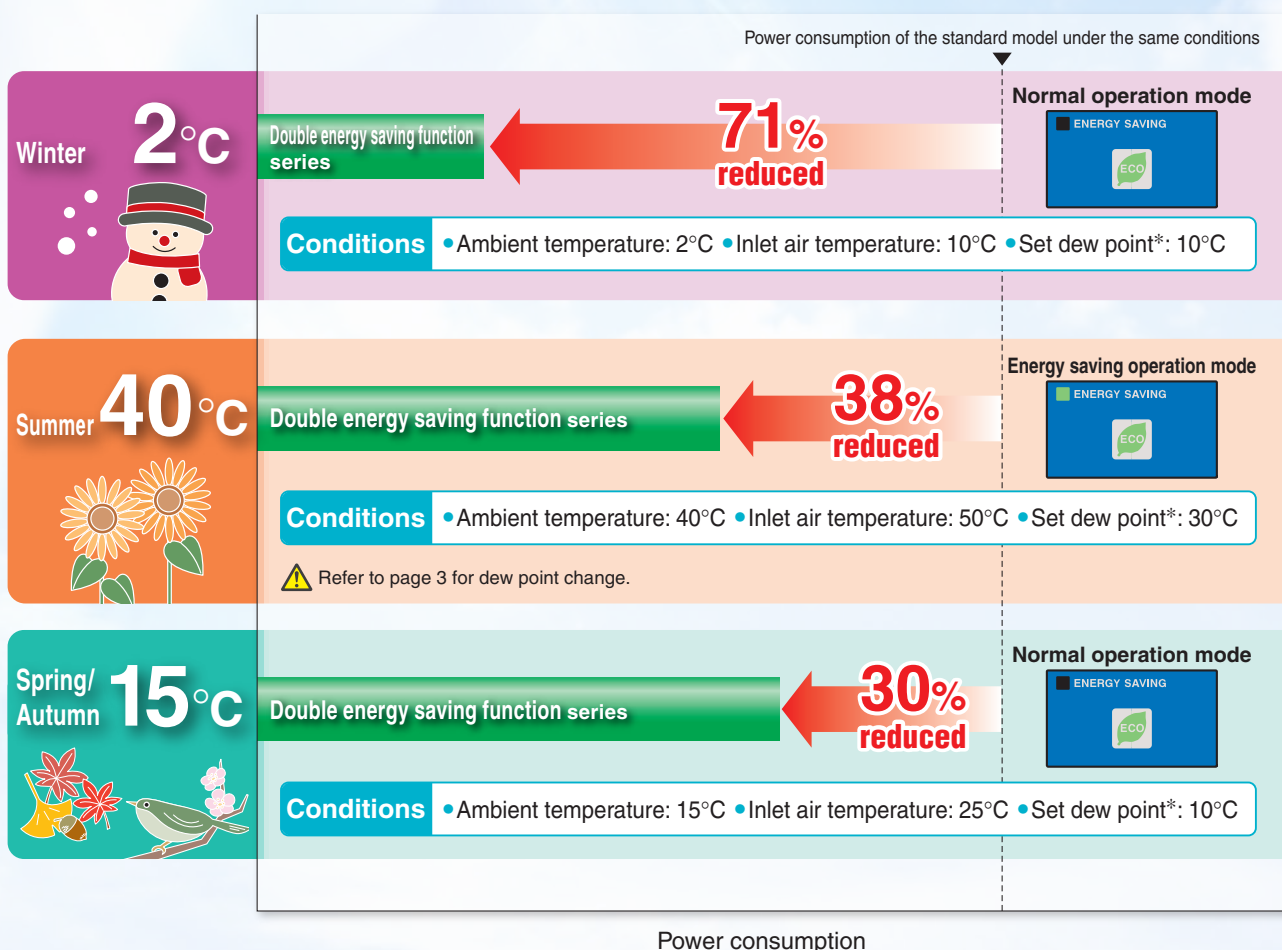 Power consumption of the standard model under the same conditions
Winter 2°C
Double energy saving function
series
71%
reduced
Normal operation mode
ENERGY SAVING
ECO
Conditions •Ambient temperature: 2°C •Inlet air temperature: 10°C •Set dew point*: 10°C
Summer 40°C
Double energy saving function series
38%
reduced
Energy saving operation mode
ENERGY SAVING
ECO
Conditions •Ambient temperature: 40°C •Inlet air temperature: 50°C •Set dew point*: 30°C
Refer to page 3 for dew point change.
Spring/
Autumn 15°C
Double energy saving function series
30%
reduced
Normal operation mode
ENERGY SAVING
ECO
Conditions •Ambient temperature: 15°C •Inlet air temperature: 25°C •Set dew point*: 10°C
Power consumption